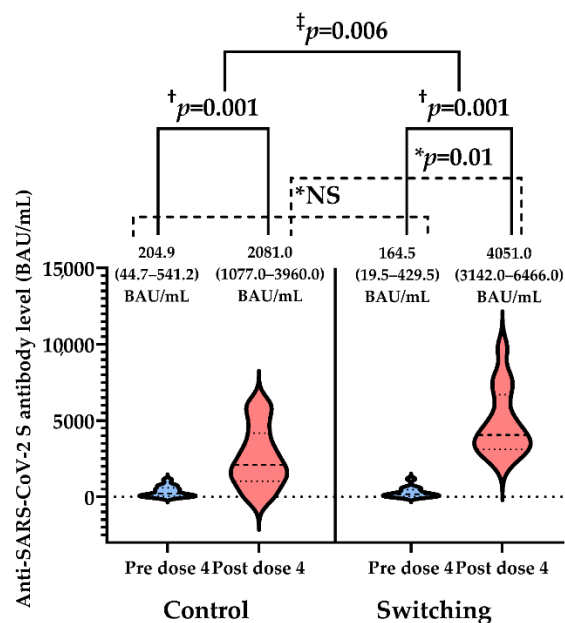 ‡p=0.006
†p=0.001
†p=0.001
*p=0.01
*NS
204.9
(44.7–541.2)
BAU/mL
2081.0
(1077.0–3960.0)
BAU/mL
164.5
(19.5–429.5)
BAU/mL
4051.0
(3142.0–6466.0)
BAU/mL
Anti-SARS-CoV-2 S antibody level (BAU/mL)
15000
10000
5000
0
Pre dose 4
Post dose 4
Pre dose 4
Post dose 4
Control
Switching